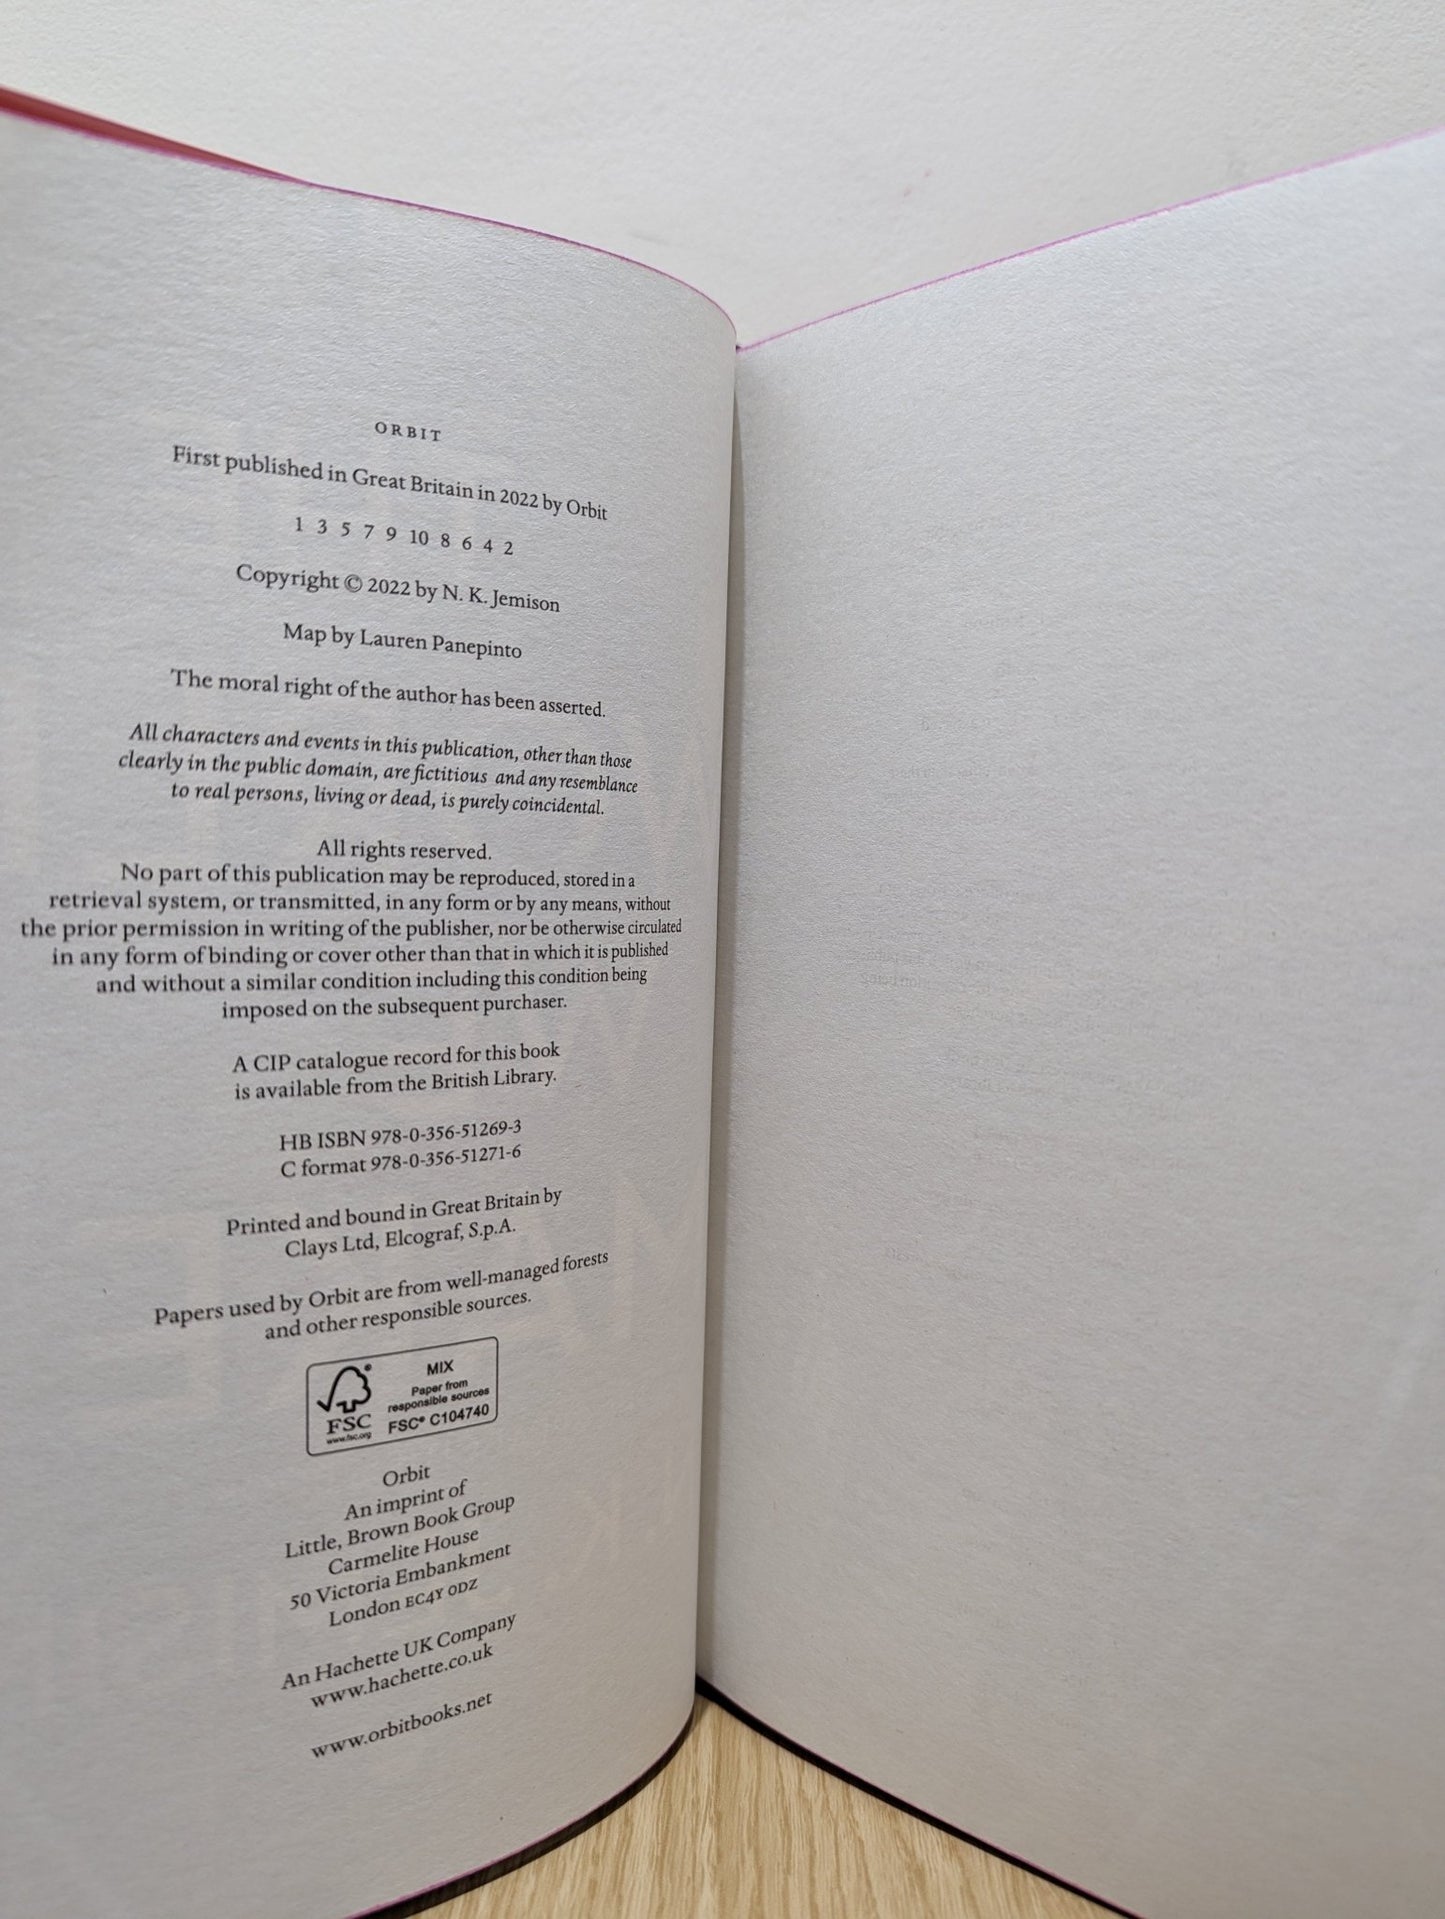 ORBIT
First published in Great Britain in 2022 by Orbit
1 3 5 7 9 10 8 6 4 2
Copyright © 2022 by N. K. Jemison
Map by Lauren Panepinto
The moral right of the author has been asserted.
All characters and events in this publication, other than those
clearly in the public domain, are fictitious and any resemblance
to real persons, living or dead, is purely coincidental.
All rights reserved.
No part of this publication may be reproduced, stored in a
retrieval system, or transmitted, in any form or by any means, without
the prior permission in writing of the publisher, nor be otherwise circulated
in any form of binding or cover other than that in which it is published
and without a similar condition including this condition being
imposed on the subsequent purchaser.
A CIP catalogue record for this book
is available from the British Library.
HB ISBN 978-0-356-51269-3
C format 978-0-356-51271-6
Printed and bound in Great Britain by
Clays Ltd, Elcograf, S.p.A.
Papers used by Orbit are from well-managed forests
and other responsible sources.
FSC
www.fsc.org
MIX
Paper from
responsible sources
FSC® C104740
Orbit
An imprint of
Little, Brown Book Group
Carmelite House
50 Victoria Embankment
London EC4Y 0DZ
An Hachette UK Company
www.hachette.co.uk
www.orbitbooks.net